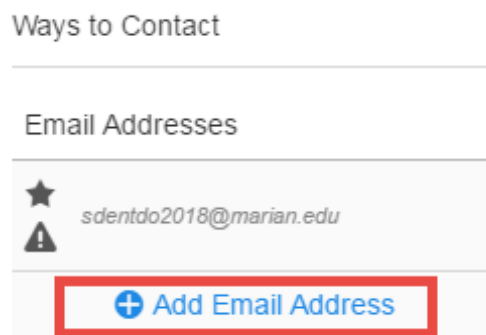 Ways to Contact
Email Addresses
sdentdo2018@marian.edu
Add Email Address